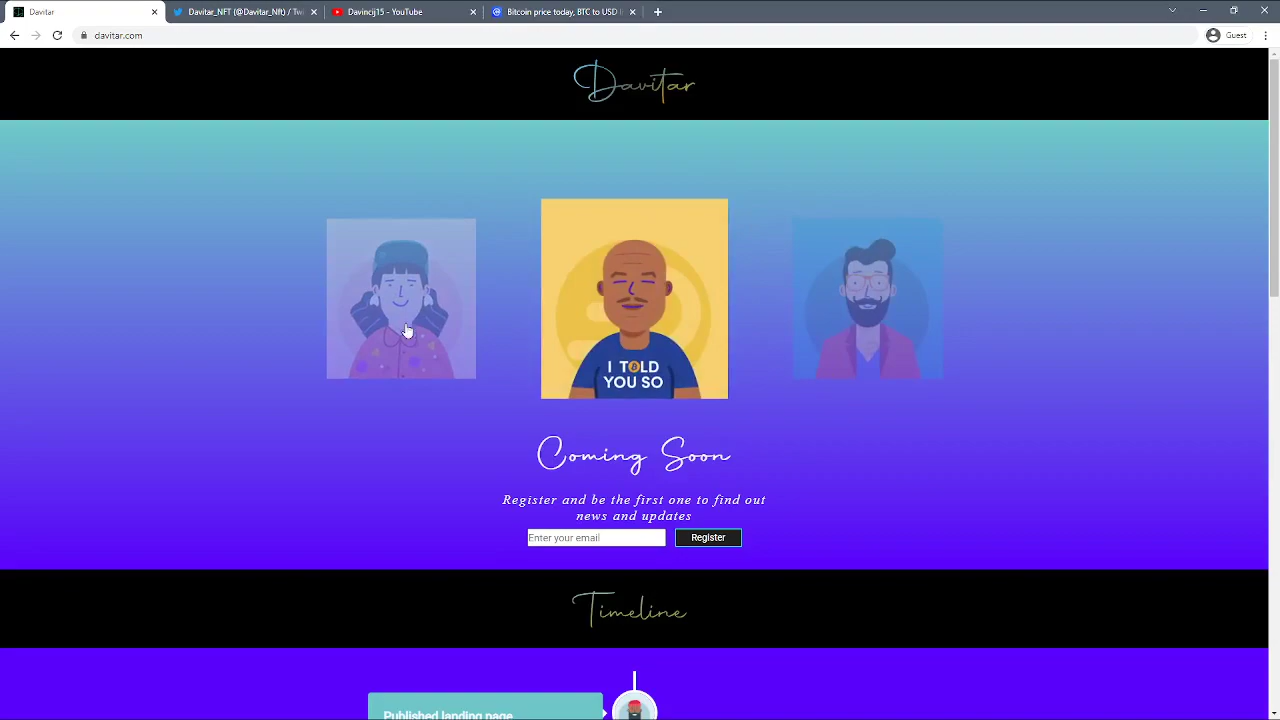 Davitar
Davitar_NFT (@Davitar_Nft) / Twi
Davincij15 - YouTube
Bitcoin price today, BTC to USD li
davitar.com
Guest
Davitar
I TOLD
YOU SO
Coming Soon
Register and be the first one to find out
news and updates
Enter your email
Register
Timeline
Published landing page